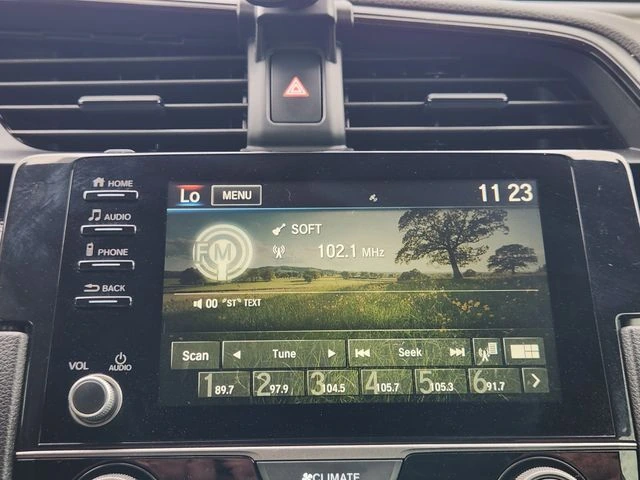 HOME
AUDIO
PHONE
BACK
VOL
AUDIO
Lo MENU 11 23
FM
SOFT
102.1 MHz
00 "ST" TEXT
Scan Tune Seek
1 89.7 2 97.9 3 104.5 4 105.7 5 105.3 6 91.7
CLIMATE